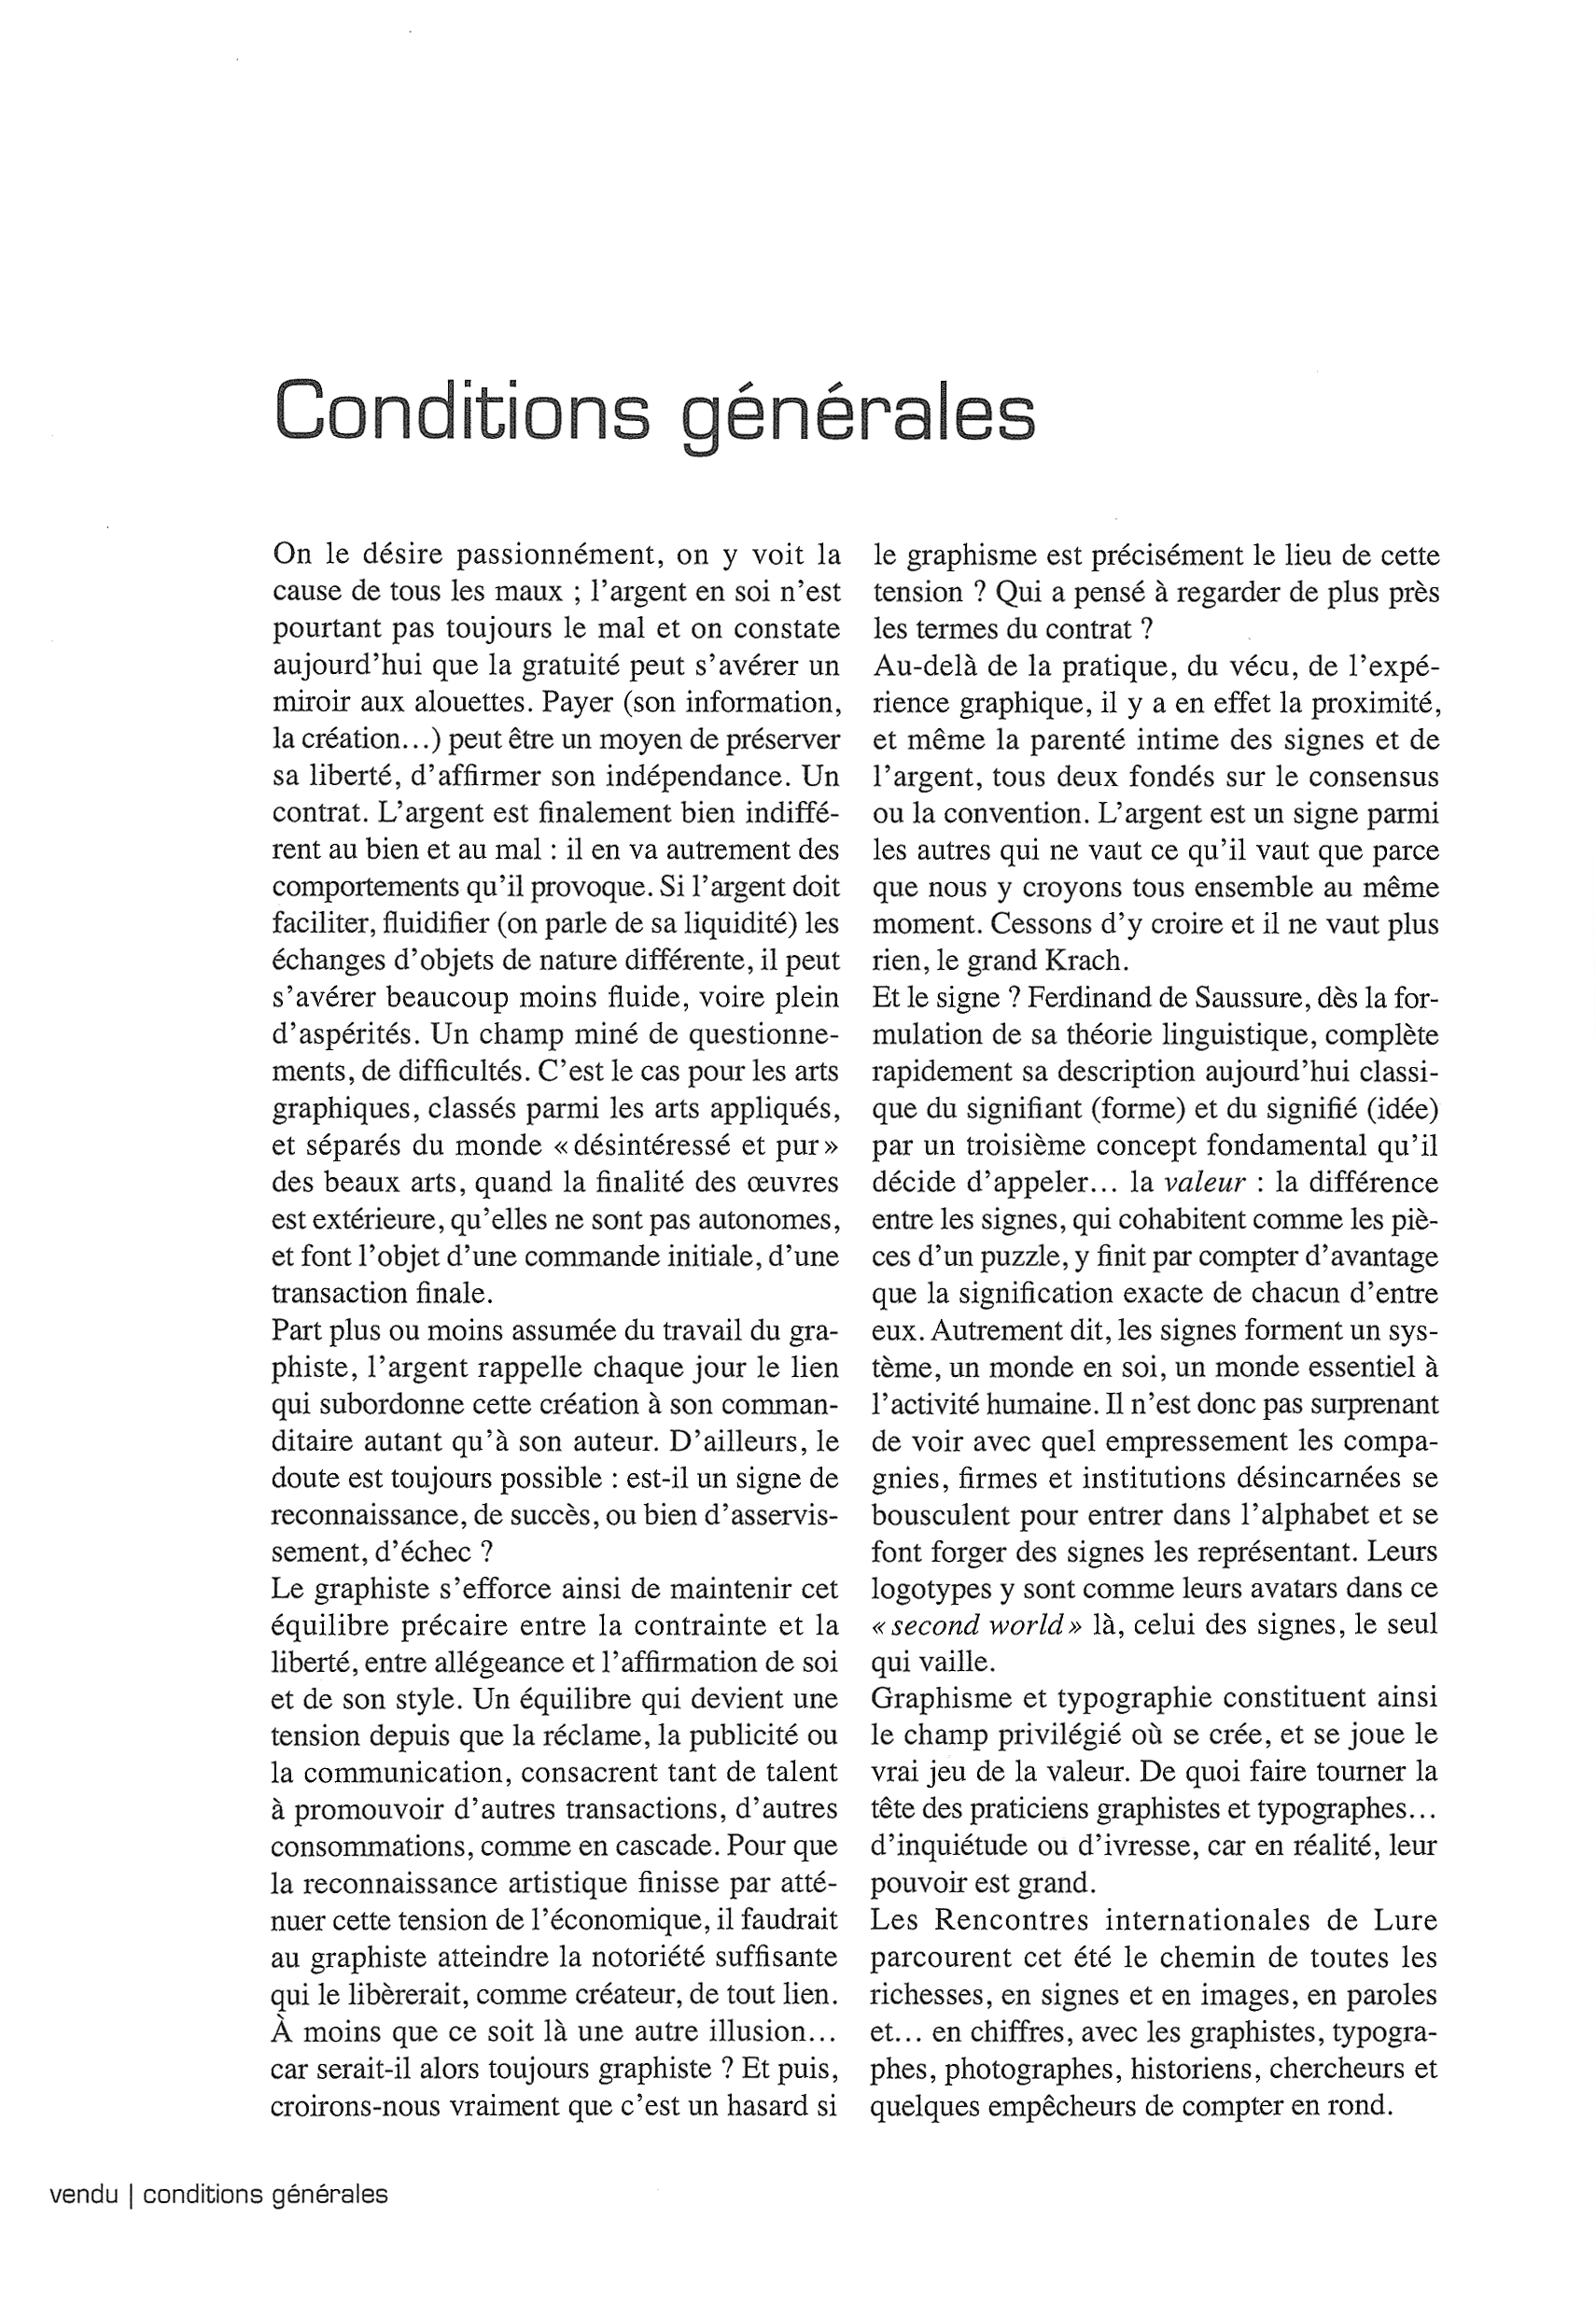 Conditions générales
On le désire passionnément, on y voit la
cause de tous les maux ; l'argent en soi n'est
pourtant pas toujours le mal et on constate
aujourd'hui que la gratuité peut s'avérer un
miroir aux alouettes. Payer (son information,
la création...) peut être un moyen de préserver
sa liberté, d'affirmer son indépendance. Un
contrat. L'argent est finalement bien indiffé-
rent au bien et au mal : il en va autrement des
comportements qu'il provoque. Si l'argent doit
faciliter, fluidifier (on parle de sa liquidité) les
échanges d'objets de nature différente, il peut
s'avérer beaucoup moins fluide, voire plein
d'aspérités. Un champ miné de questionne-
ments, de difficultés. C'est le cas pour les arts
graphiques, classés parmi les arts appliqués,
et séparés du monde « désintéressé et pur »
des beaux arts, quand la finalité des œuvres
est extérieure, qu'elles ne sont pas autonomes,
et font l'objet d'une commande initiale, d'une
transaction finale.
Part plus ou moins assumée du travail du gra-
phiste, l'argent rappelle chaque jour le lien
qui subordonne cette création à son comman-
ditaire autant qu'à son auteur. D'ailleurs, le
doute est toujours possible : est-il un signe de
reconnaissance, de succès, ou bien d'asservis-
sement, d'échec ?
Le graphiste s'efforce ainsi de maintenir cet
équilibre précaire entre la contrainte et la
liberté, entre allégeance et l'affirmation de soi
et de son style. Un équilibre qui devient une
tension depuis que la réclame, la publicité ou
la communication, consacrent tant de talent
à promouvoir d'autres transactions, d'autres
consommations, comme en cascade. Pour que
la reconnaissance artistique finisse par atté-
nuer cette tension de l'économique, il faudrait
au graphiste atteindre la notoriété suffisante
qui le libèrerait, comme créateur, de tout lien.
À moins que ce soit là une autre illusion...
car serait-il alors toujours graphiste ? Et puis,
croirons-nous vraiment que c'est un hasard si
le graphisme est précisément le lieu de cette
tension ? Qui a pensé à regarder de plus près
les termes du contrat ?
Au-delà de la pratique, du vécu, de l'expé-
rience graphique, il y a en effet la proximité,
et même la parenté intime des signes et de
l'argent, tous deux fondés sur le consensus
ou la convention. L'argent est un signe parmi
les autres qui ne vaut ce qu'il vaut que parce
que nous y croyons tous ensemble au même
moment. Cessons d'y croire et il ne vaut plus
rien, le grand Krach.
Et le signe ? Ferdinand de Saussure, dès la for-
mulation de sa théorie linguistique, complète
rapidement sa description aujourd'hui classi-
que du signifiant (forme) et du signifié (idée)
par un troisième concept fondamental qu'il
décide d'appeler... la valeur : la différence
entre les signes, qui cohabitent comme les piè-
ces d'un puzzle, y finit par compter d'avantage
que la signification exacte de chacun d'entre
eux. Autrement dit, les signes forment un sys-
tème, un monde en soi, un monde essentiel à
l'activité humaine. Il n'est donc pas surprenant
de voir avec quel empressement les compa-
gnies, firmes et institutions désincarnées se
bousculent pour entrer dans l'alphabet et se
font forger des signes les représentant. Leurs
logotypes y sont comme leurs avatars dans ce
« second world » là, celui des signes, le seul
qui vaille.
Graphisme et typographie constituent ainsi
le champ privilégié où se crée, et se joue le
vrai jeu de la valeur. De quoi faire tourner la
tête des praticiens graphistes et typographes...
d'inquiétude ou d'ivresse, car en réalité, leur
pouvoir est grand.
Les Rencontres internationales de Lure
parcourent cet été le chemin de toutes les
richesses, en signes et en images, en paroles
et... en chiffres, avec les graphistes, typogra-
phes, photographes, historiens, chercheurs et
quelques empêcheurs de compter en rond.
vendu | conditions générales